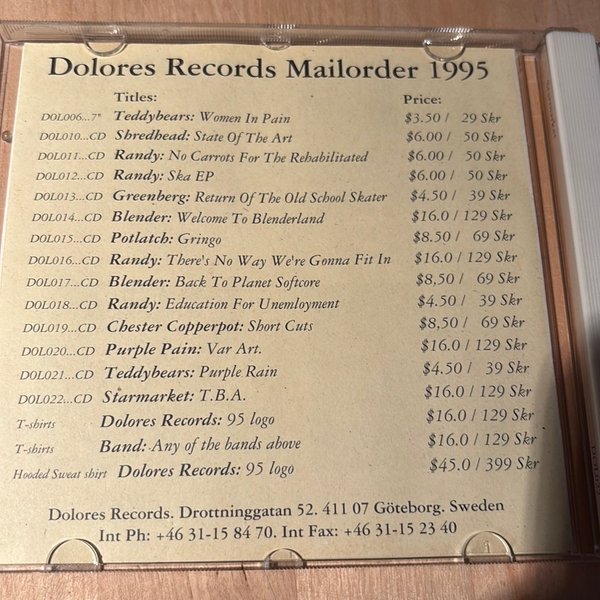 Dolores Records Mailorder 1995
Titles: Price:
DOL006...7" Teddybears: Women In Pain $3.50 / 29 Skr
DOL010...CD Shredhead: State Of The Art $6.00 / 50 Skr
DOL011...CD Randy: No Carrots For The Rehabilitated $6.00 / 50 Skr
DOL012...CD Randy: Ska EP $6.00 / 50 Skr
DOL013...CD Greenberg: Return Of The Old School Skater $4.50 / 39 Skr
DOL014...CD Blender: Welcome To Blenderland $16.0 / 129 Skr
DOL015...CD Potlatch: Gringo $8.50 / 69 Skr
DOL016...CD Randy: There's No Way We're Gonna Fit In $16.0 / 129 Skr
DOL017...CD Blender: Back To Planet Softcore $8,50 / 69 Skr
DOL018...CD Randy: Education For Unemloyment $4.50 / 39 Skr
DOL019...CD Chester Copperpot: Short Cuts $8,50 / 69 Skr
DOL020...CD Purple Pain: Var Art. $16.0 / 129 Skr
DOL021...CD Teddybears: Purple Rain $4.50 / 39 Skr
DOL022...CD Starmarket: T.B.A. $16.0 / 129 Skr
T-shirts Dolores Records: 95 logo $16.0 / 129 Skr
T-shirts Band: Any of the bands above $16.0 / 129 Skr
Hooded Sweat shirt Dolores Records: 95 logo $45.0 / 399 Skr
Dolores Records. Drottninggatan 52. 411 07 Göteborg. Sweden
Int Ph: +46 31-15 84 70. Int Fax: +46 31-15 23 40